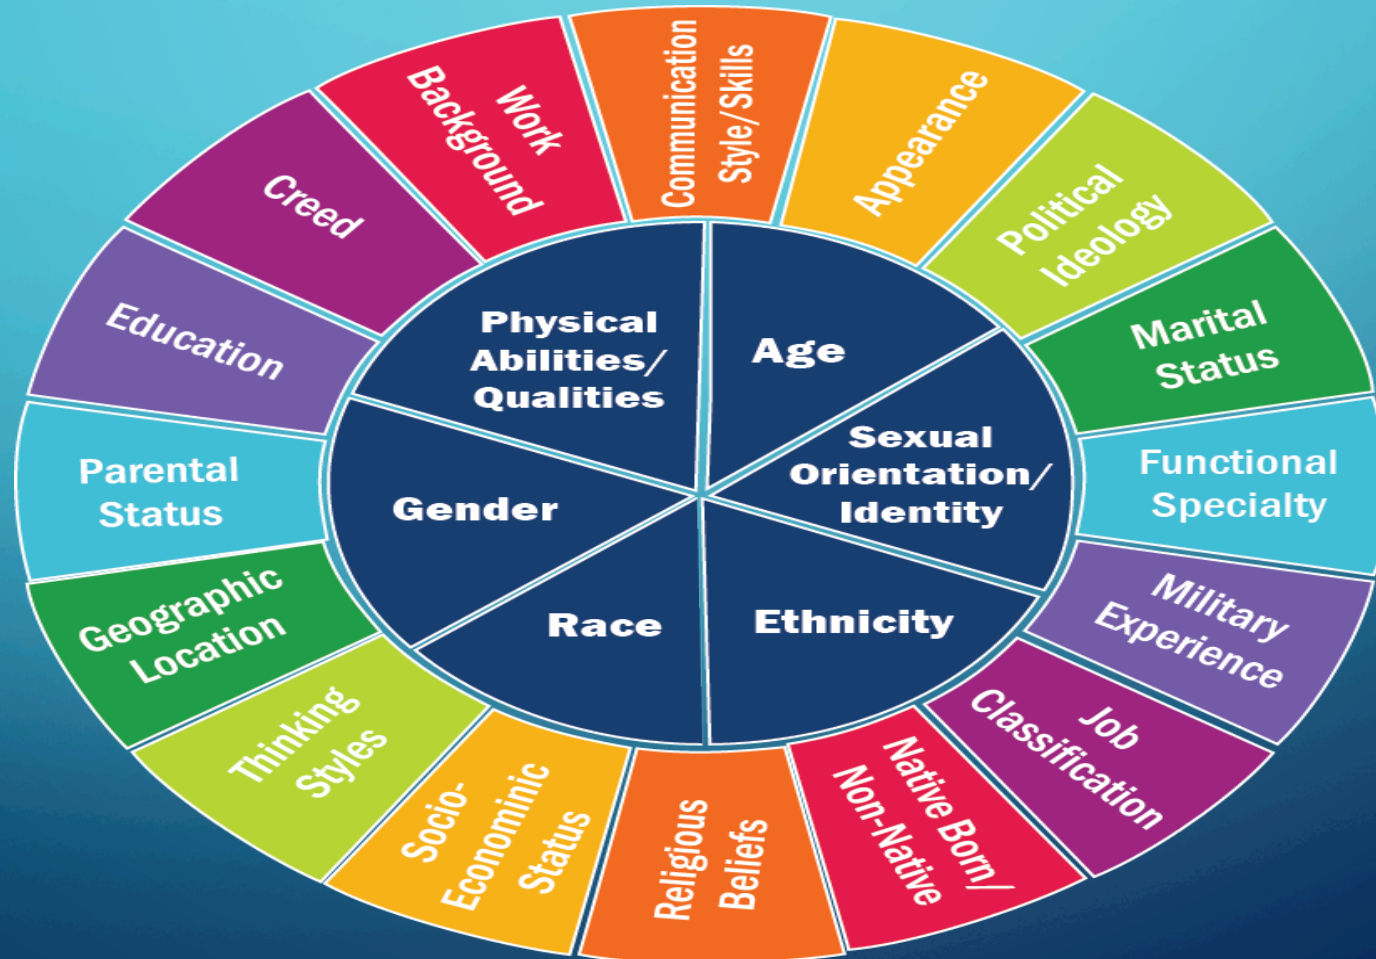 Communication
Style/Skills
Appearance
Political
Ideology
Marital
Status
Functional
Specialty
Military
Experience
Job
Classification
Native Born/
Non-Native
Religious
Beliefs
Socio-
Econominic
Status
Thinking
Styles
Geographic
Location
Parental
Status
Education
Creed
Work
Background
Physical
Abilities/
Qualities
Age
Sexual
Orientation/
Identity
Ethnicity
Race
Gender